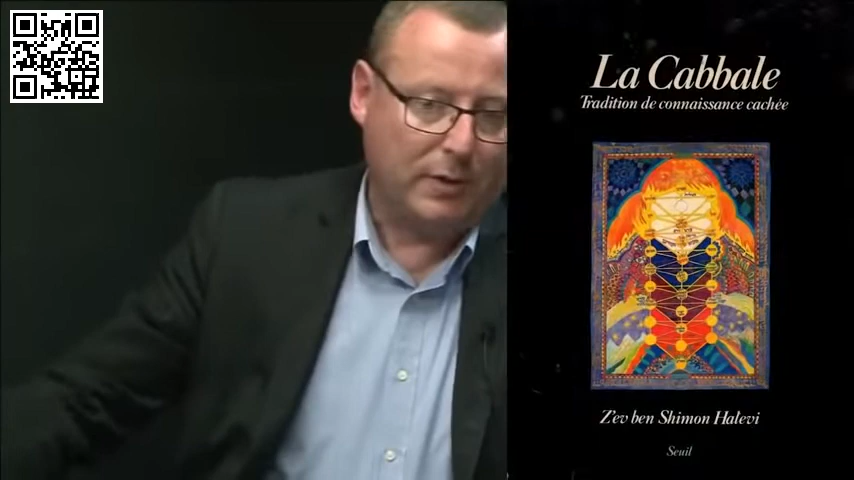 La Cabbale
Tradition de connaissance cachée
Z'ev ben Shimon Halevi
Seuil